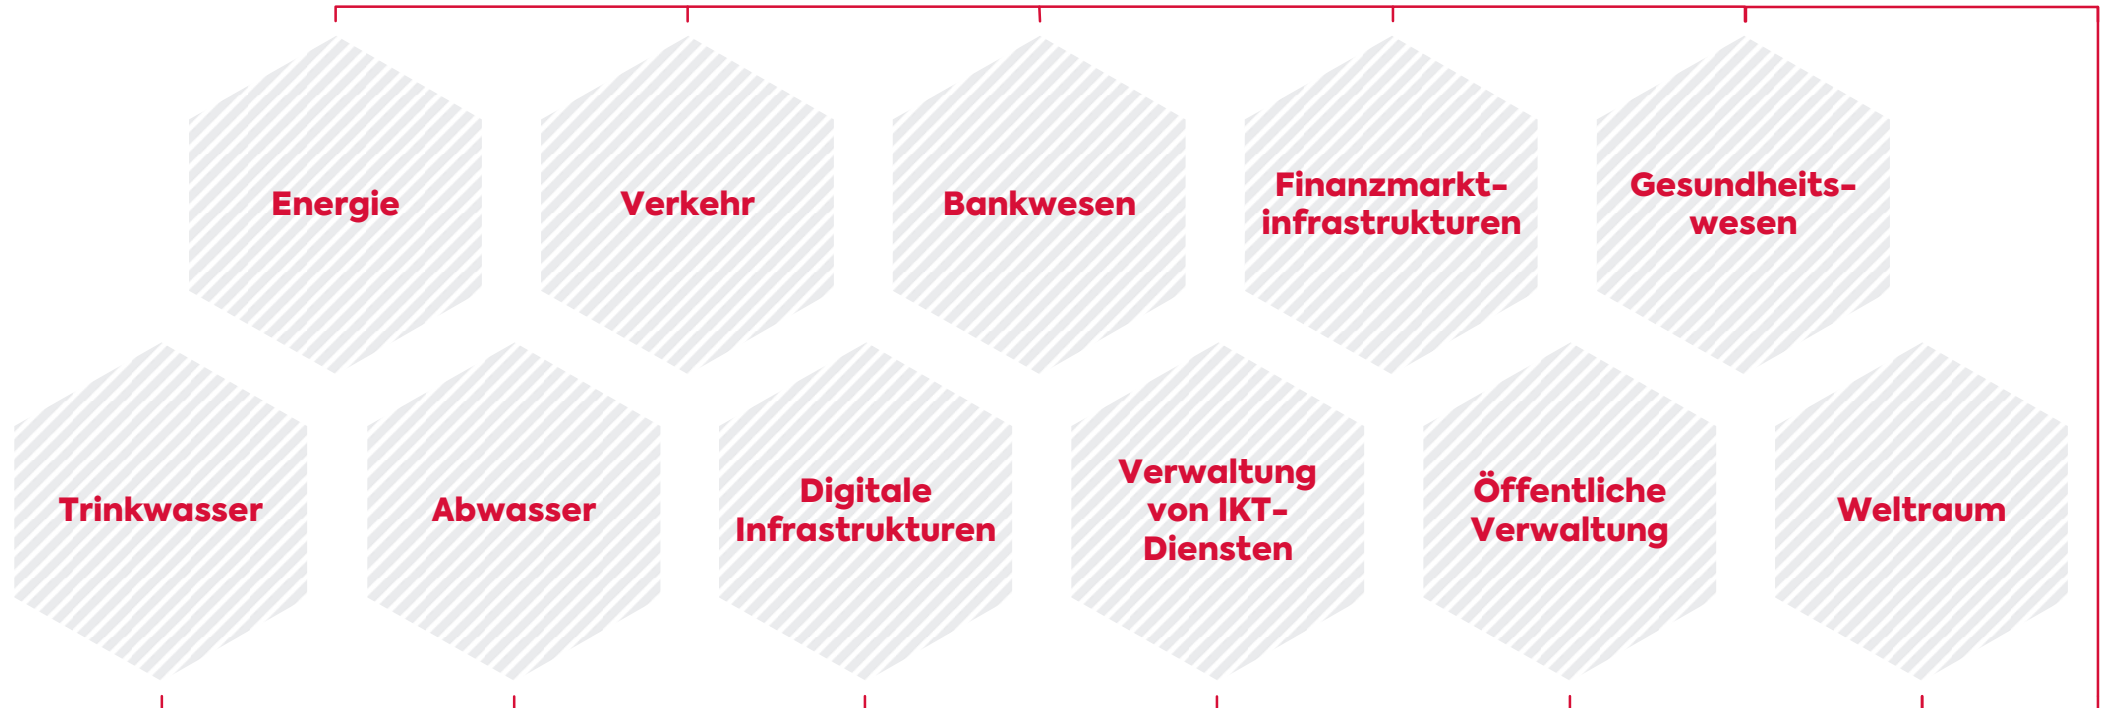 Energie
Verkehr
Bankwesen
Finanzmarkt-
infrastrukturen
Gesundheits-
wesen
Trinkwasser
Abwasser
Digitale
Infrastrukturen
Verwaltung
von IKT-
Diensten
Öffentliche
Verwaltung
Weltraum